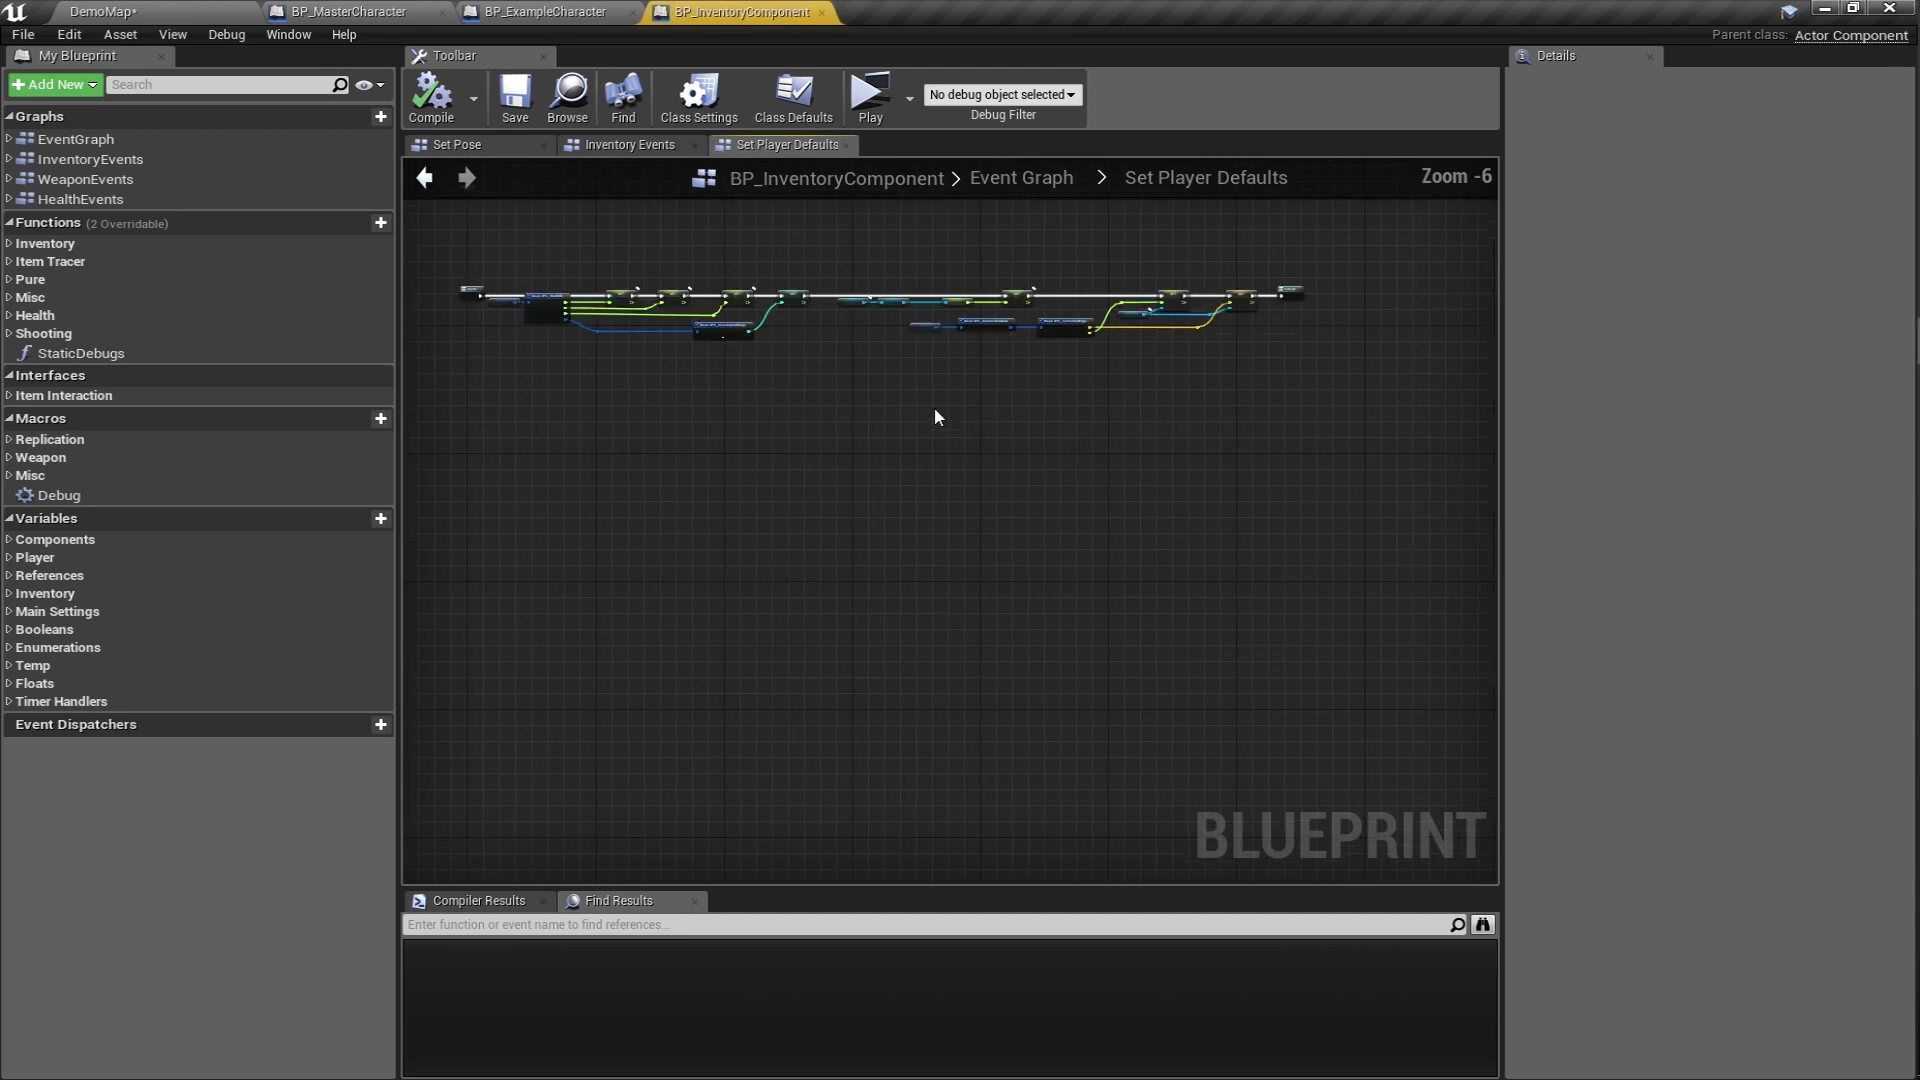 DemoMap*
BP_MasterCharacter
BP_ExampleCharacter
BP_InventoryComponent
File Edit Asset View Debug Window Help
Parent class: Actor Component
My Blueprint
Toolbar
Details
Add New
Search
Compile
Save
Browse
Find
Class Settings
Class Defaults
Play
No debug object selected
Debug Filter
Graphs
EventGraph
InventoryEvents
WeaponEvents
HealthEvents
Functions (2 Overridable)
Inventory
Item Tracer
Pure
Misc
Health
Shooting
StaticDebugs
Interfaces
Item Interaction
Macros
Replication
Weapon
Misc
Debug
Variables
Components
Player
References
Inventory
Main Settings
Booleans
Enumerations
Temp
Floats
Timer Handlers
Event Dispatchers
Set Pose
Inventory Events
Set Player Defaults
BP_InventoryComponent > Event Graph > Set Player Defaults
Zoom -6
BLUEPRINT
Compiler Results
Find Results
Enter function or event name to find references...